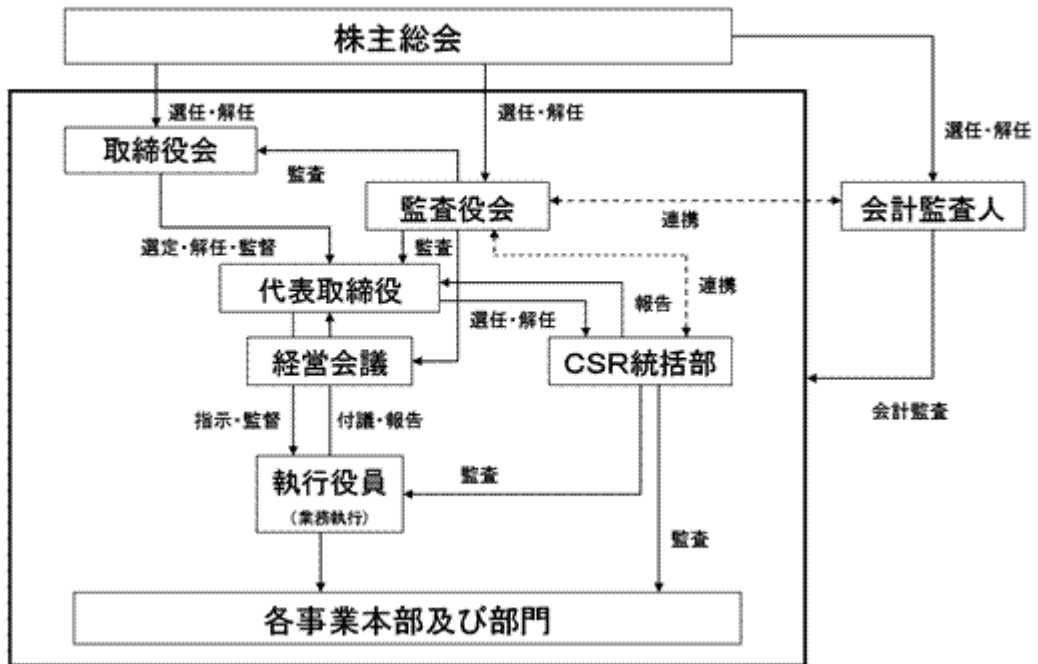 株主総会
選任・解任
選任・解任
選任・解任
取締役会
監査
監査役会
連携
会計監査人
選定・解任・監督
監査
代表取締役
報告
連携
選任・解任
経営会議
CSR統括部
会計監査
指示・監督
付議・報告
執行役員
(業務執行)
監査
監査
各事業本部及び部門